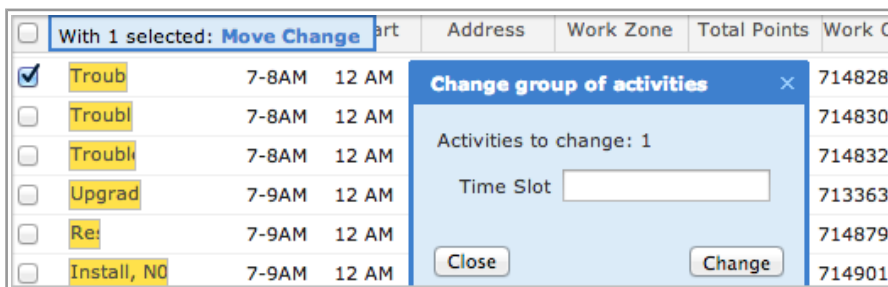 With 1 selected: Move Change art Address Work Zone Total Points Work
Troub 7-8AM 12 AM 714828
Troubl 7-8AM 12 AM 714830
Trouble 7-8AM 12 AM 714832
Upgrad 7-9AM 12 AM 713363
Re 7-9AM 12 AM 714879
Install, N0 7-9AM 12 AM 714901
Change group of activities ×
Activities to change: 1
Time Slot
Close Change